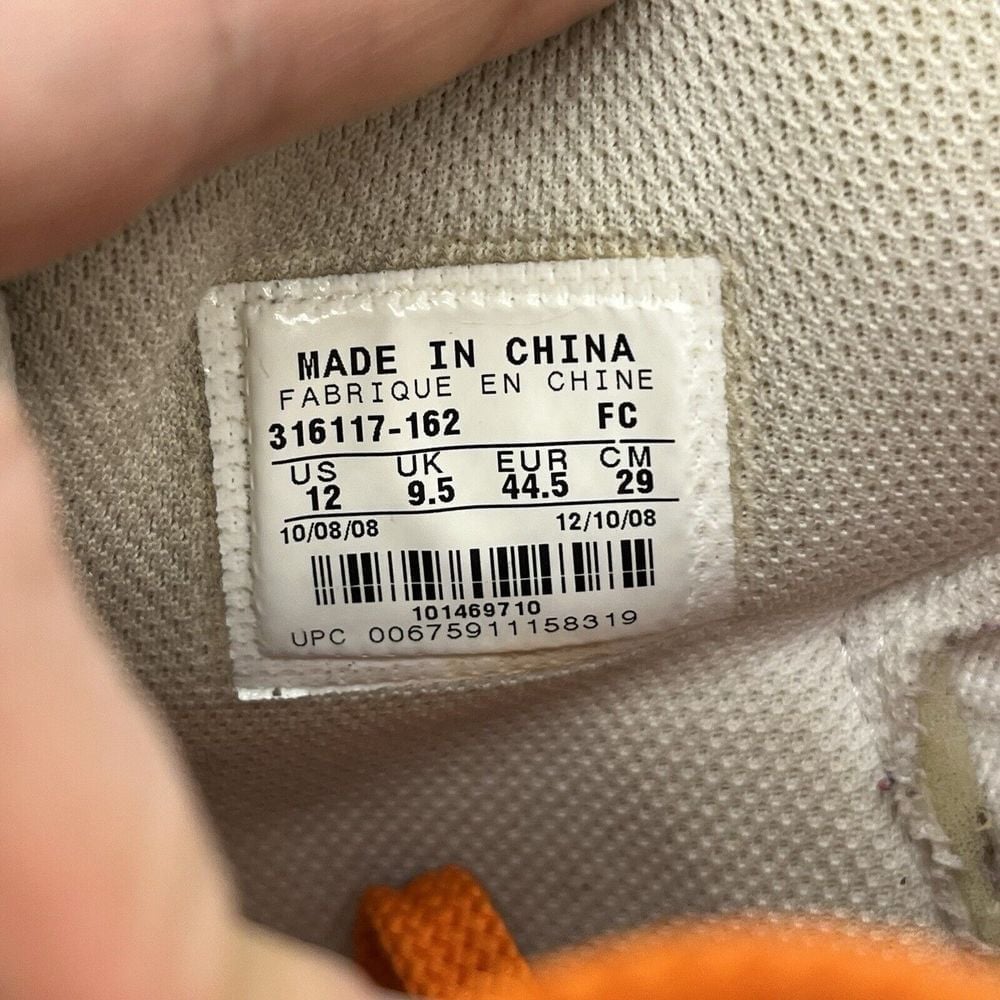 MADE IN CHINA
FABRIQUE EN CHINE
316117-162 FC
US UK EUR CM
12 9.5 44.5 29
10/08/08 12/10/08
101469710
UPC 00675911158319